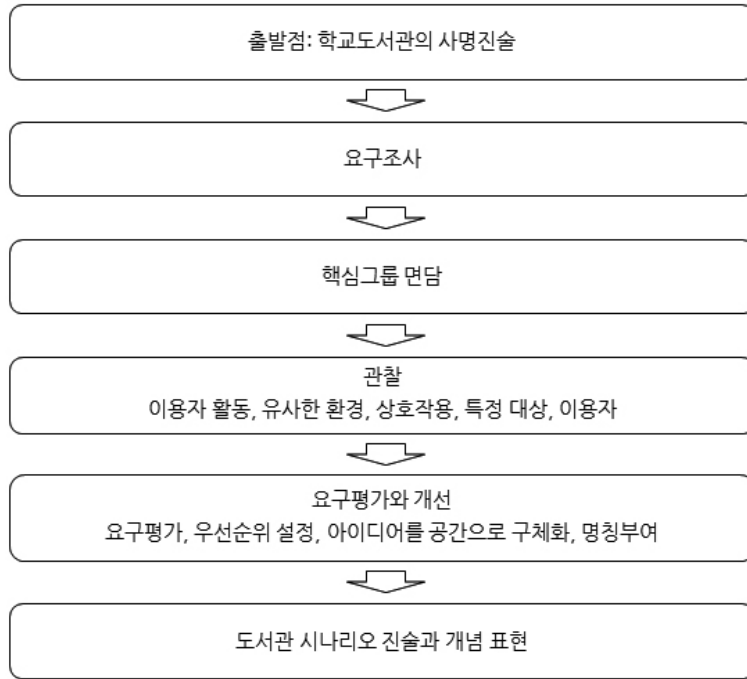 출발점: 학교도서관의 사명진술
요구조사
핵심그룹 면담
관찰
이용자 활동, 유사한 환경, 상호작용, 특정 대상, 이용자
요구평가와 개선
요구평가, 우선순위 설정, 아이디어를 공간으로 구체화, 명칭부여
도서관 시나리오 진술과 개념 표현